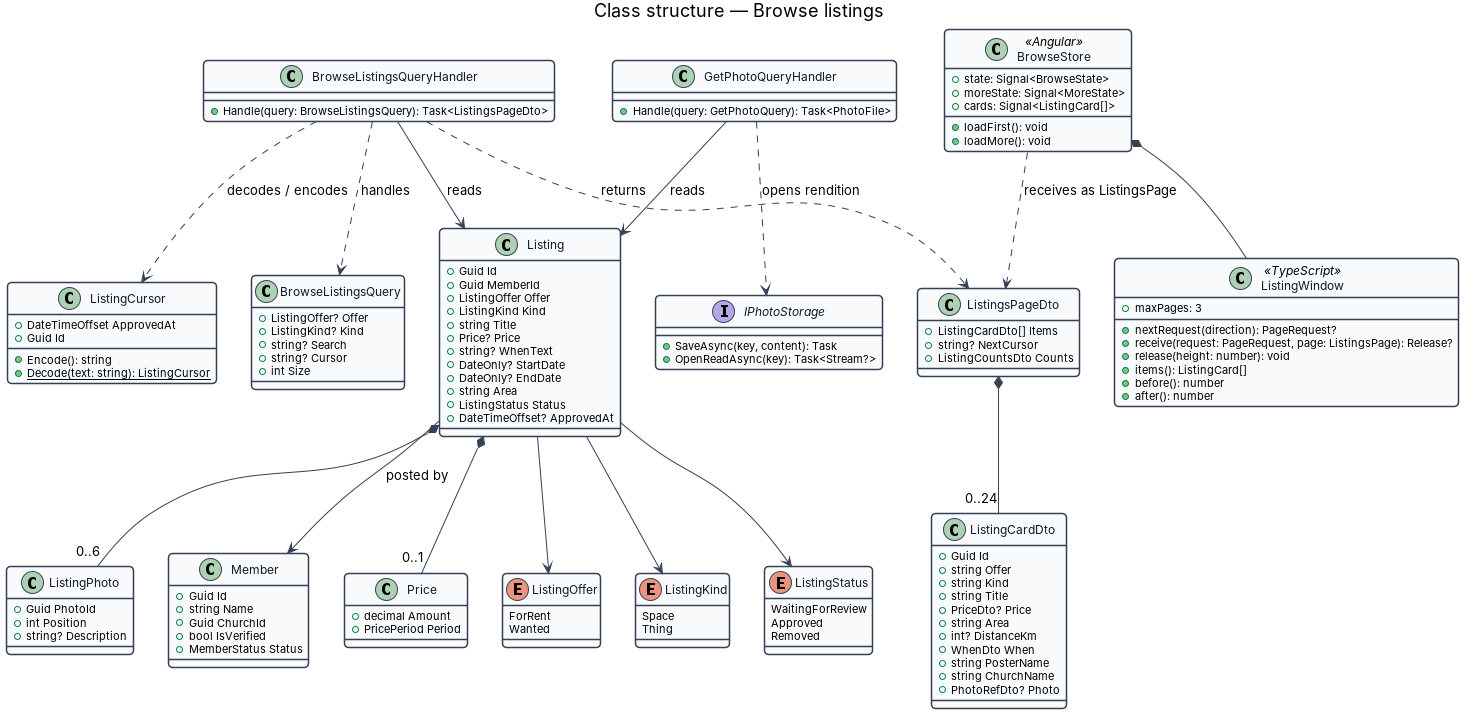 Class structure — Browse listings
C BrowseListingsQueryHandler
Handle(query: BrowseListingsQuery): Task<ListingsPageDto>
C GetPhotoQueryHandler
Handle(query: GetPhotoQuery): Task<PhotoFile>
C «Angular»
BrowseStore
state: Signal<BrowseState>
moreState: Signal<MoreState>
cards: Signal<ListingCard[]>
loadFirst(): void
loadMore(): void
decodes / encodes
handles
reads
returns
reads
opens rendition
receives as ListingsPage
C ListingCursor
DateTimeOffset ApprovedAt
Guid Id
Encode(): string
Decode(text: string): ListingCursor
C BrowseListingsQuery
ListingOffer? Offer
ListingKind? Kind
string? Search
string? Cursor
int Size
C Listing
Guid Id
Guid MemberId
ListingOffer Offer
ListingKind Kind
string Title
Price? Price
string? WhenText
DateOnly? StartDate
DateOnly? EndDate
string Area
ListingStatus Status
DateTimeOffset? ApprovedAt
I IPhotoStorage
SaveAsync(key, content): Task
OpenReadAsync(key): Task<Stream?>
C ListingsPageDto
ListingCardDto[] Items
string? NextCursor
ListingCountsDto Counts
C «TypeScript»
ListingWindow
maxPages: 3
nextRequest(direction): PageRequest?
receive(request: PageRequest, page: ListingsPage): Release?
release(height: number): void
items(): ListingCard[]
before(): number
after(): number
posted by
0..6
0..1
0..24
C ListingPhoto
Guid PhotoId
int Position
string? Description
C Member
Guid Id
string Name
Guid ChurchId
bool IsVerified
MemberStatus Status
C Price
decimal Amount
PricePeriod Period
E ListingOffer
ForRent
Wanted
E ListingKind
Space
Thing
E ListingStatus
WaitingForReview
Approved
Removed
C ListingCardDto
Guid Id
string Offer
string Kind
string Title
PriceDto? Price
string Area
int? DistanceKm
WhenDto When
string PosterName
string ChurchName
PhotoRefDto? Photo